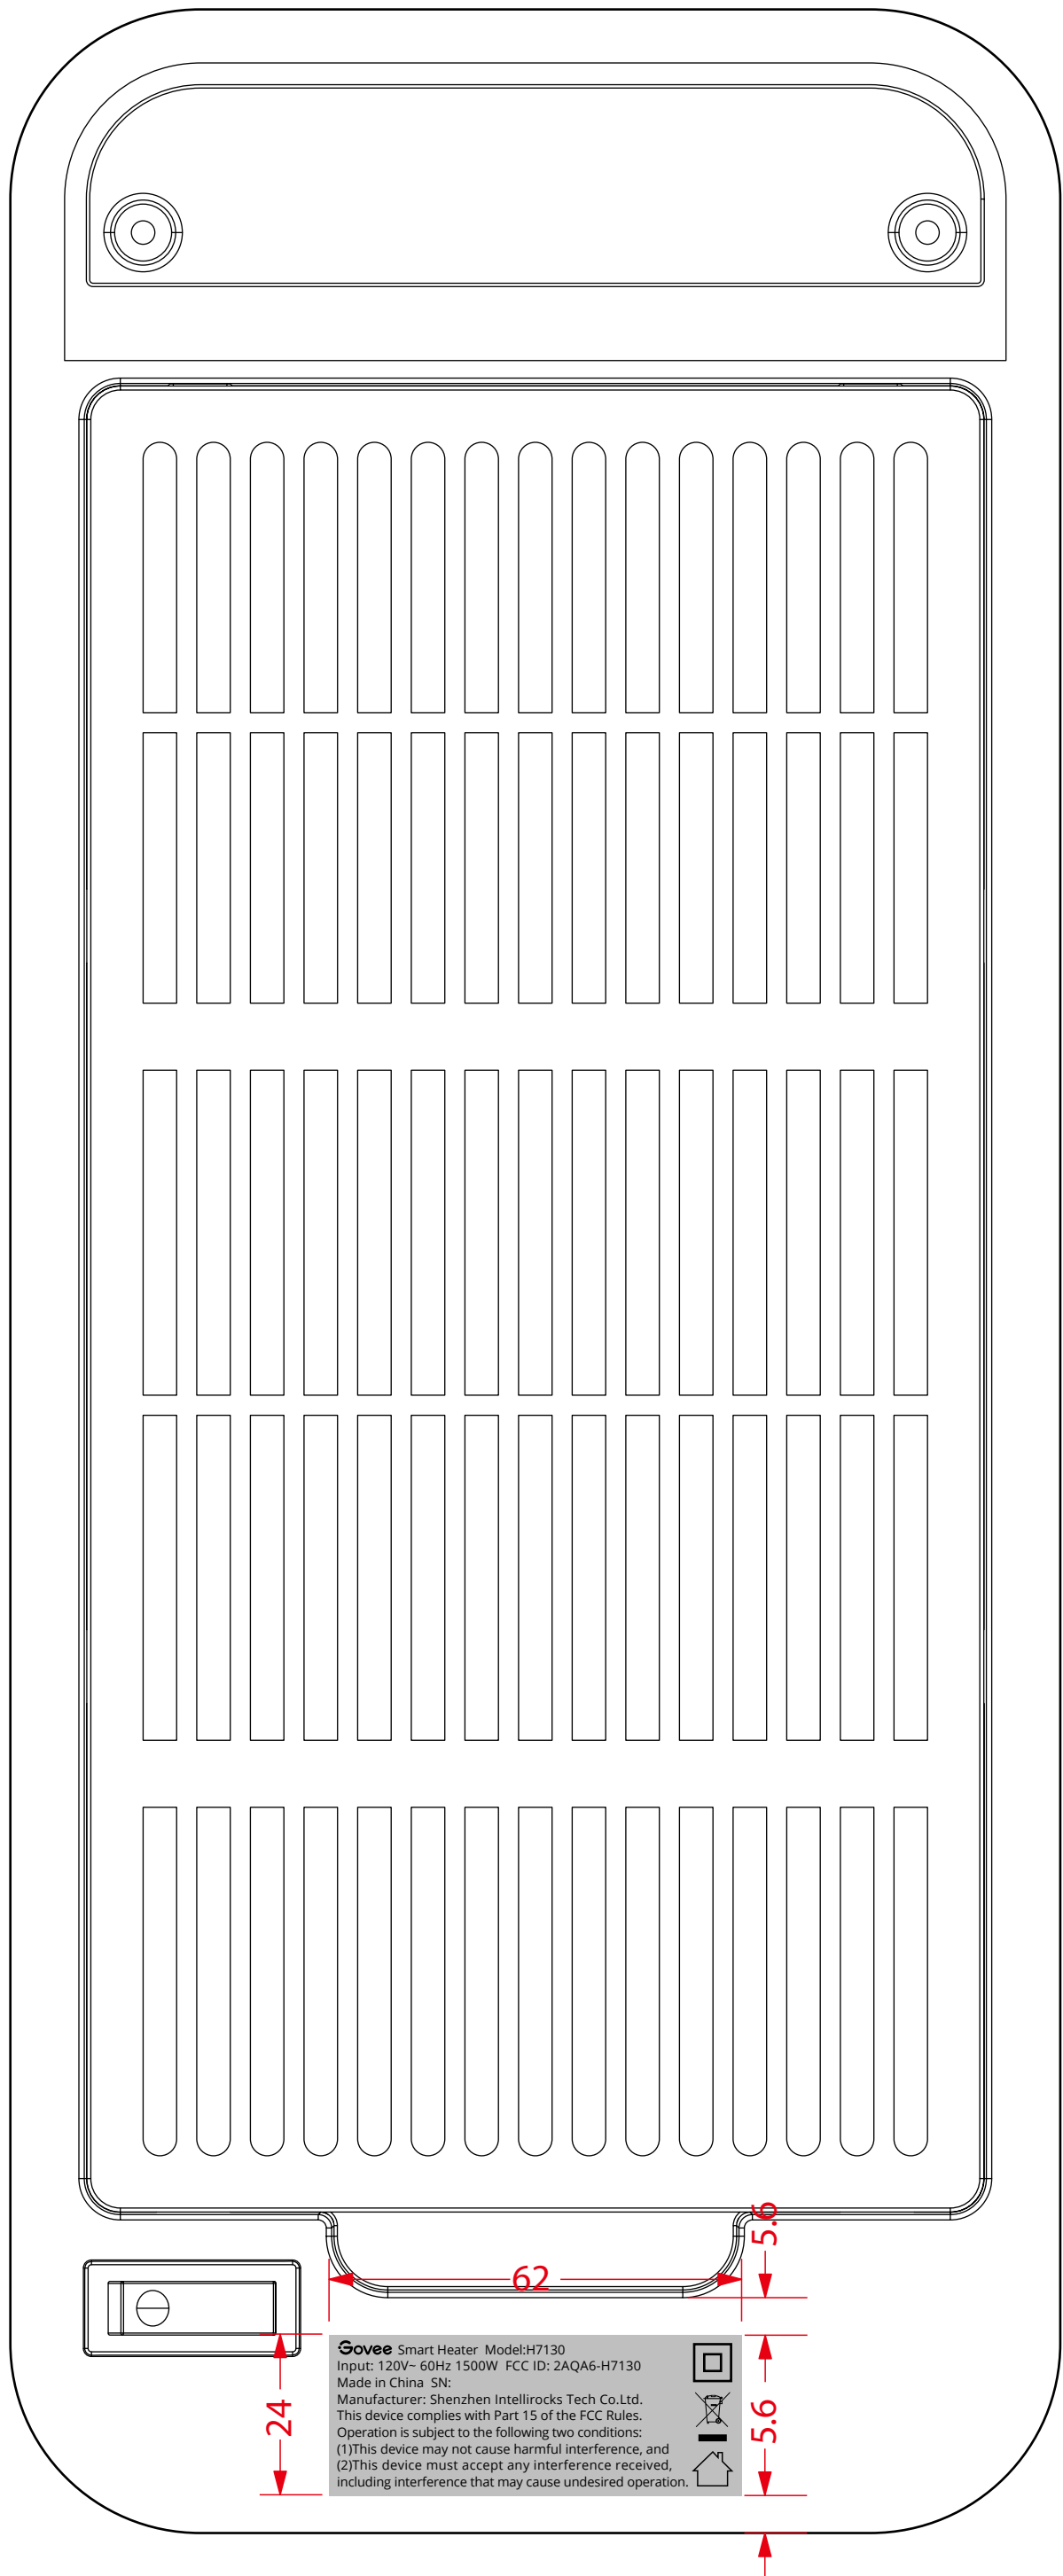 5.6
62
Govee Smart Heater Model:H7130
Input: 120V~ 60Hz 1500W FCC ID: 2AQA6-H7130
Made in China SN:
Manufacturer: Shenzhen Intellirocks Tech Co.Ltd.
This device complies with Part 15 of the FCC Rules.
Operation is subject to the following two conditions:
(1)This device may not cause harmful interference, and
(2)This device must accept any interference received,
including interference that may cause undesired operation.
24
5.6